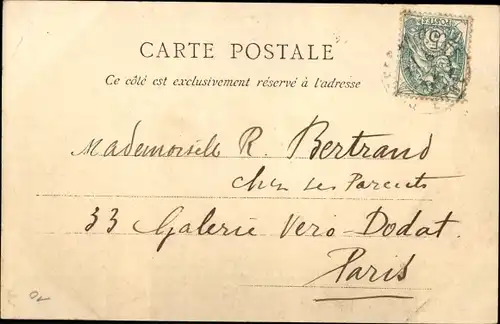 CARTE POSTALE
Ce côté est exclusivement réservé à l'adresse
Mademoiselle R. Bertrand
chez ses Parents
33 Galerie Vero-Dodat.
Paris